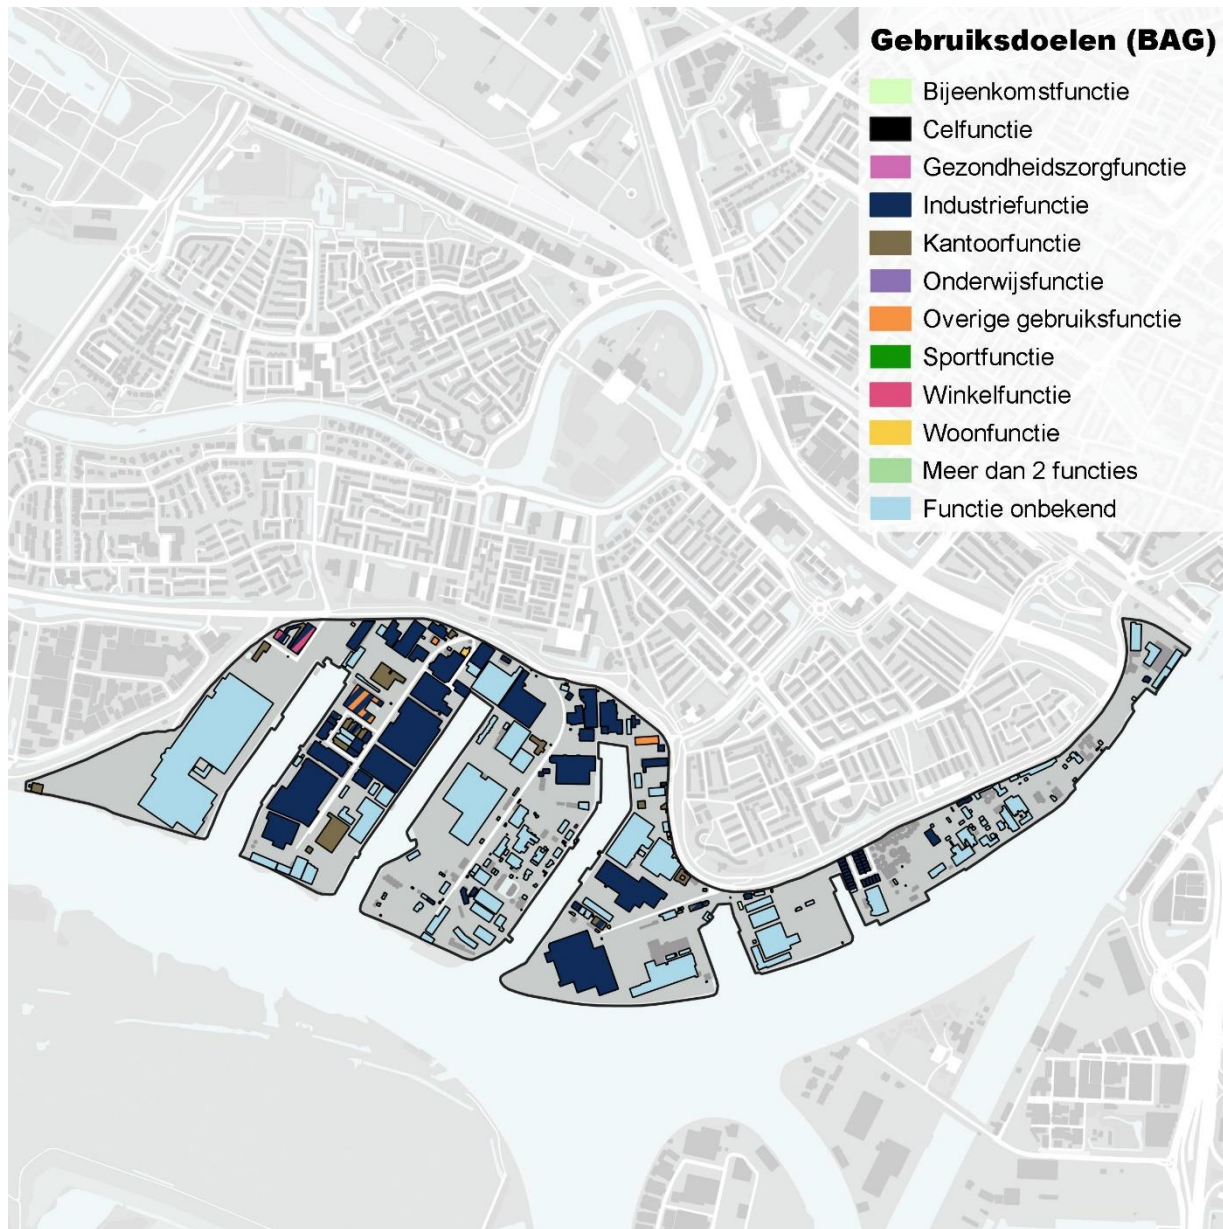 Gebruiksdoelen (BAG)
Bijeenkomstfunctie
Celfunctie
Gezondheidszorgfunctie
Industriefunctie
Kantoorfunctie
Onderwijsfunctie
Overige gebruiksfunctie
Sportfunctie
Winkelfunctie
Woonfunctie
Meer dan 2 functies
Functie onbekend